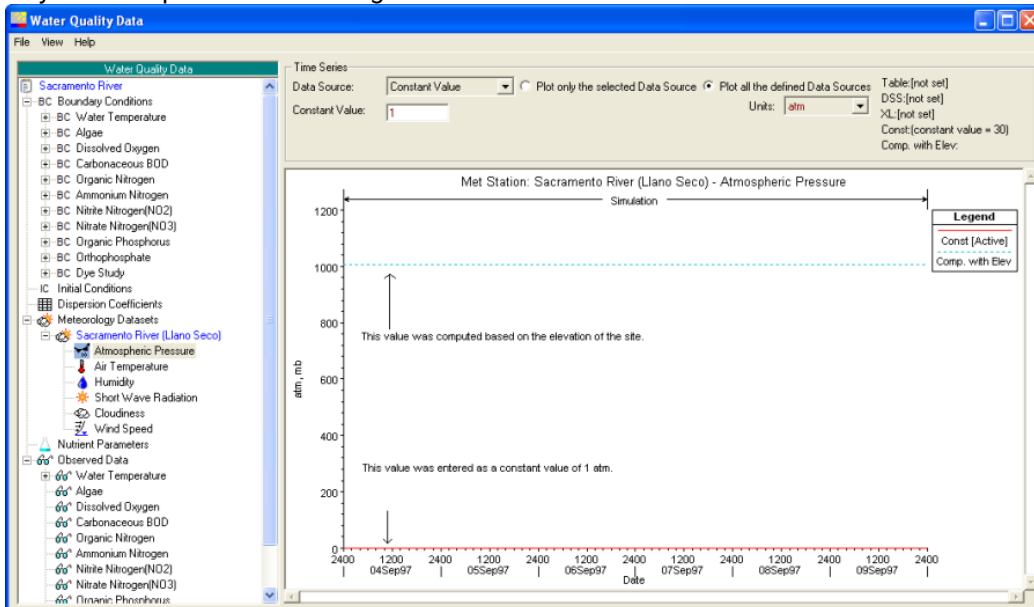 Water Quality Data
File View Help
Water Quality Data
Sacramento River
BC Boundary Conditions
BC Water Temperature
BC Algae
BC Dissolved Oxygen
BC Carbonaceous BOD
BC Organic Nitrogen
BC Ammonium Nitrogen
BC Nitrite Nitrogen(NO2)
BC Nitrate Nitrogen(NO3)
BC Organic Phosphorus
BC Orthophosphate
BC Dye Study
IC Initial Conditions
Dispersion Coefficients
Meteorology Datasets
Sacramento River (Llano Seco)
Atmospheric Pressure
Air Temperature
Humidity
Short Wave Radiation
Cloudiness
Wind Speed
Nutrient Parameters
Observed Data
Water Temperature
Algae
Dissolved Oxygen
Carbonaceous BOD
Organic Nitrogen
Ammonium Nitrogen
Nitrite Nitrogen(NO2)
Nitrate Nitrogen(NO3)
Organic Phosphorus
Time Series
Data Source: Constant Value Plot only the selected Data Source Plot all the defined Data Sources
Constant Value: 1
Units: atm
Table:[not set]
DSS:[not set]
XL:[not set]
Const:(constant value = 30)
Comp. with Elev:
Met Station: Sacramento River (Llano Seco) - Atmospheric Pressure
Simulation
Legend
Const [Active]
Comp. with Elev
1200
1000
800
600
400
200
0
atm, mb
This value was computed based on the elevation of the site.
This value was entered as a constant value of 1 atm.
2400 1200 2400 1200 2400 1200 2400 1200 2400 1200 2400 1200 2400
04Sep97 05Sep97 06Sep97 07Sep97 08Sep97 09Sep97
Date